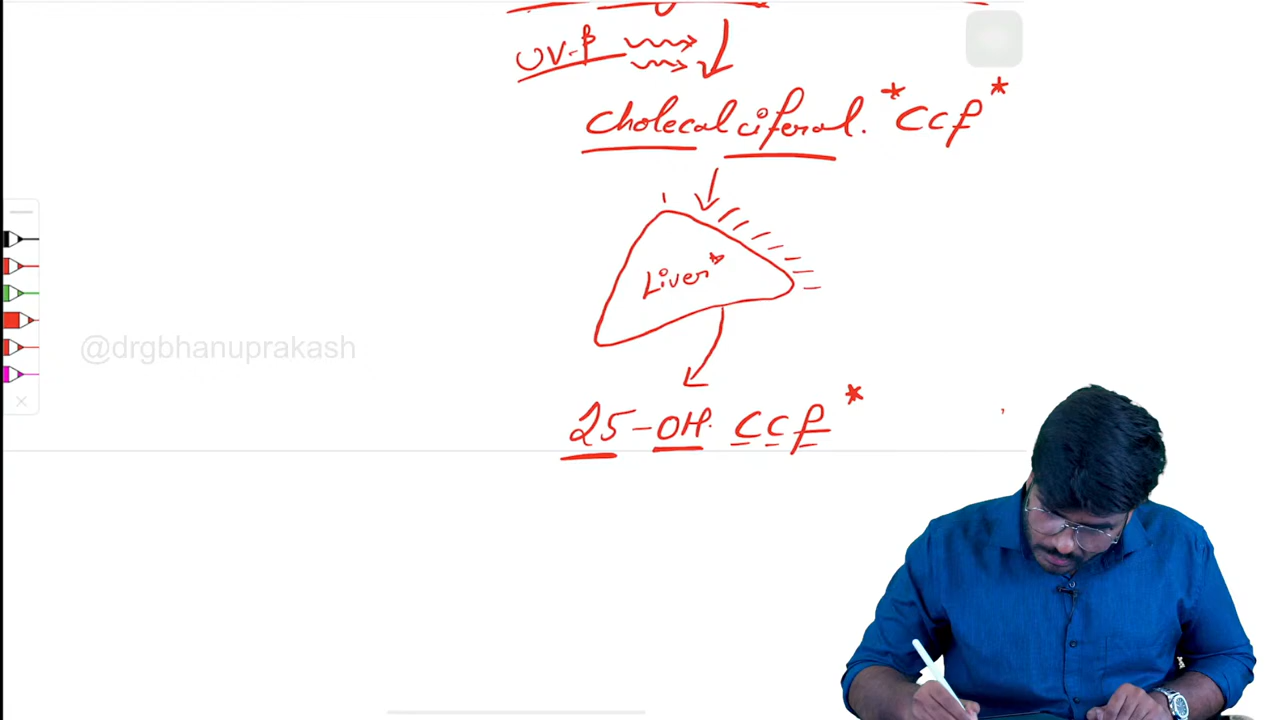 UV-β
cholecalciferol. *CCF*
Liver*
@drgbhanuprakash
25-OH. CCF*